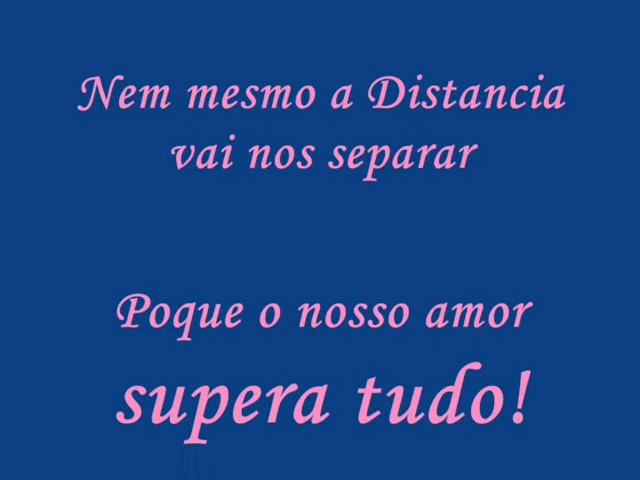 Nem mesmo a Distancia
vai nos separar
Poque o nosso amor
supera tudo!